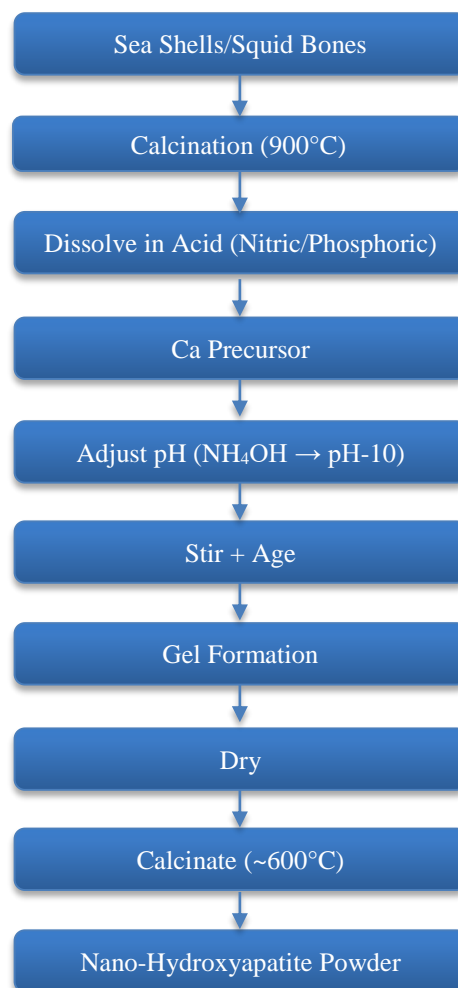 Sea Shells/Squid Bones
Calcination (900°C)
Dissolve in Acid (Nitric/Phosphoric)
Ca Precursor
Adjust pH (NH₄OH → pH-10)
Stir + Age
Gel Formation
Dry
Calcinate (~600°C)
Nano-Hydroxyapatite Powder